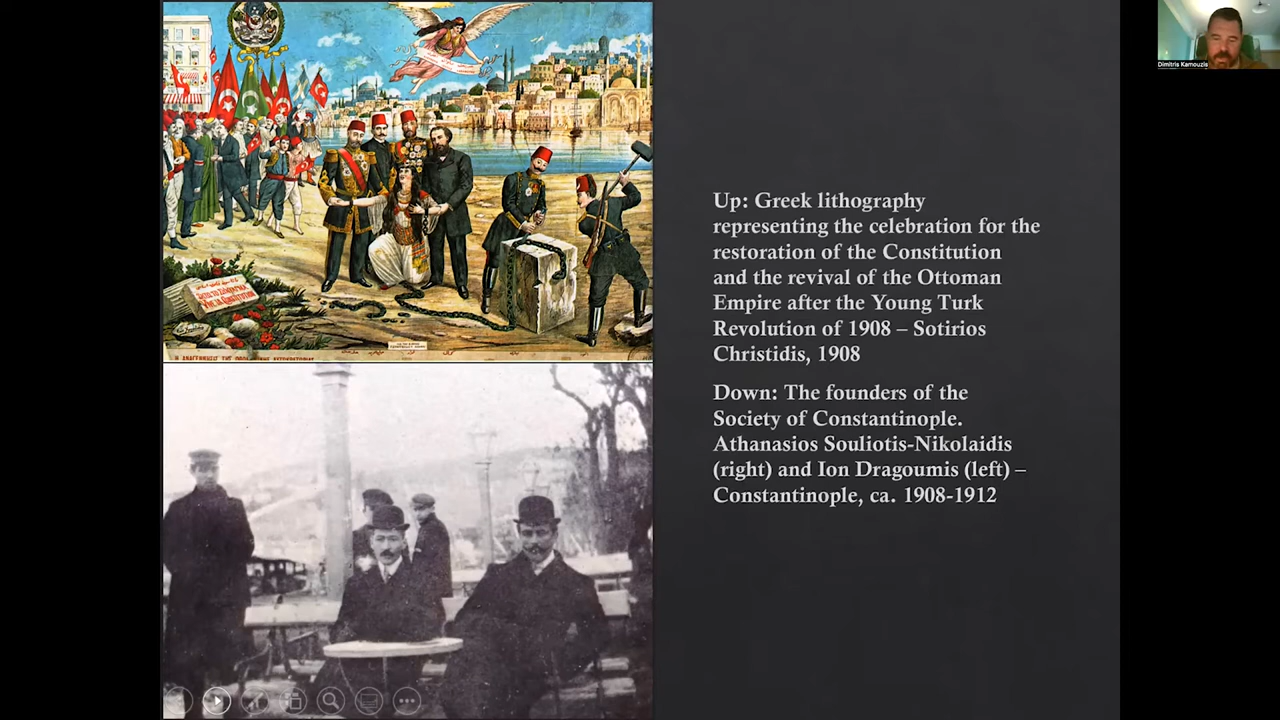 Dimitris Kamouzis
Up: Greek lithography
representing the celebration for the
restoration of the Constitution
and the revival of the Ottoman
Empire after the Young Turk
Revolution of 1908 – Sotirios
Christidis, 1908
Down: The founders of the
Society of Constantinople.
Athanasios Souliotis-Nikolaidis
(right) and Ion Dragoumis (left) –
Constantinople, ca. 1908-1912
Η ΑΝΑΓΕΝΝΗΣΙΣ ΤΗΣ